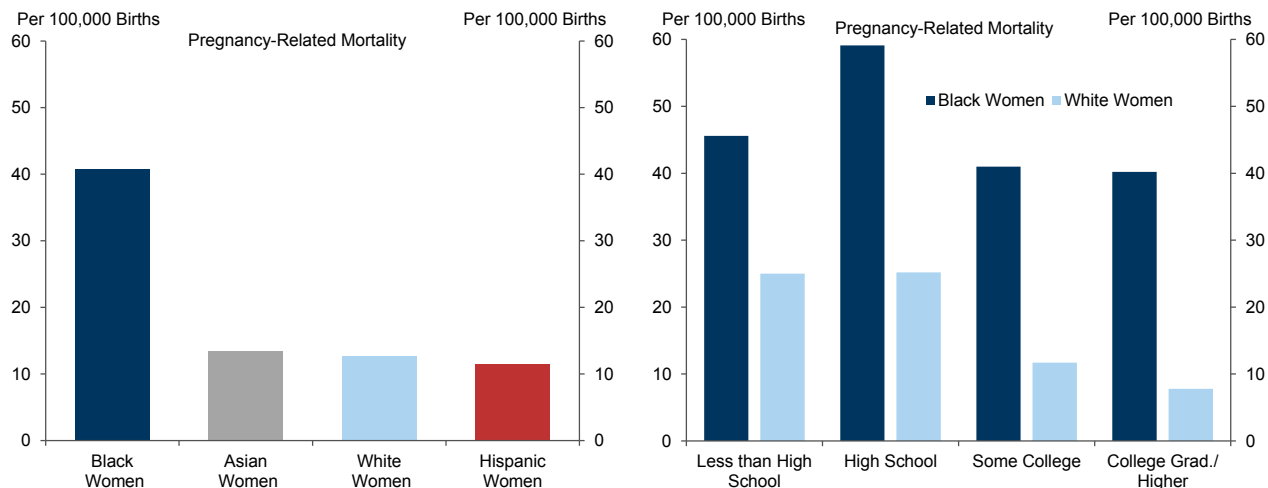 Per 100,000 Births
Per 100,000 Births
Pregnancy-Related Mortality
60
60
50
50
40
40
30
30
20
20
10
10
0
0
Black
Women
Asian
Women
White
Women
Hispanic
Women
Per 100,000 Births
Per 100,000 Births
Pregnancy-Related Mortality
60
60
Black Women
White Women
50
50
40
40
30
30
20
20
10
10
0
0
Less than High
School
High School
Some College
College Grad./
Higher